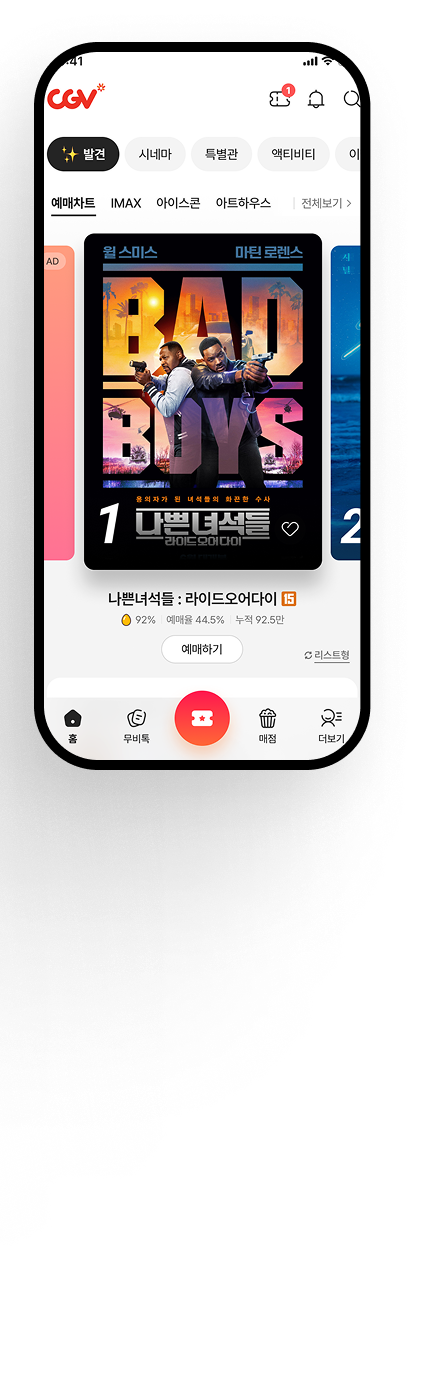 :41
CGV
1
발견 시네마 특별관 액티비티 이
예매차트 IMAX 아이스콘 아트하우스 전체보기
AD
윌 스미스 마틴 로렌스
BAD
BOYS
용의자가 된 녀석들의 화끈한 수사
1 나쁜녀석들
라이드오어다이
2
나쁜녀석들 : 라이드오어다이 15
92% 예매율 44.5% 누적 92.5만
예매하기
리스트형
홈 무비톡 매점 더보기